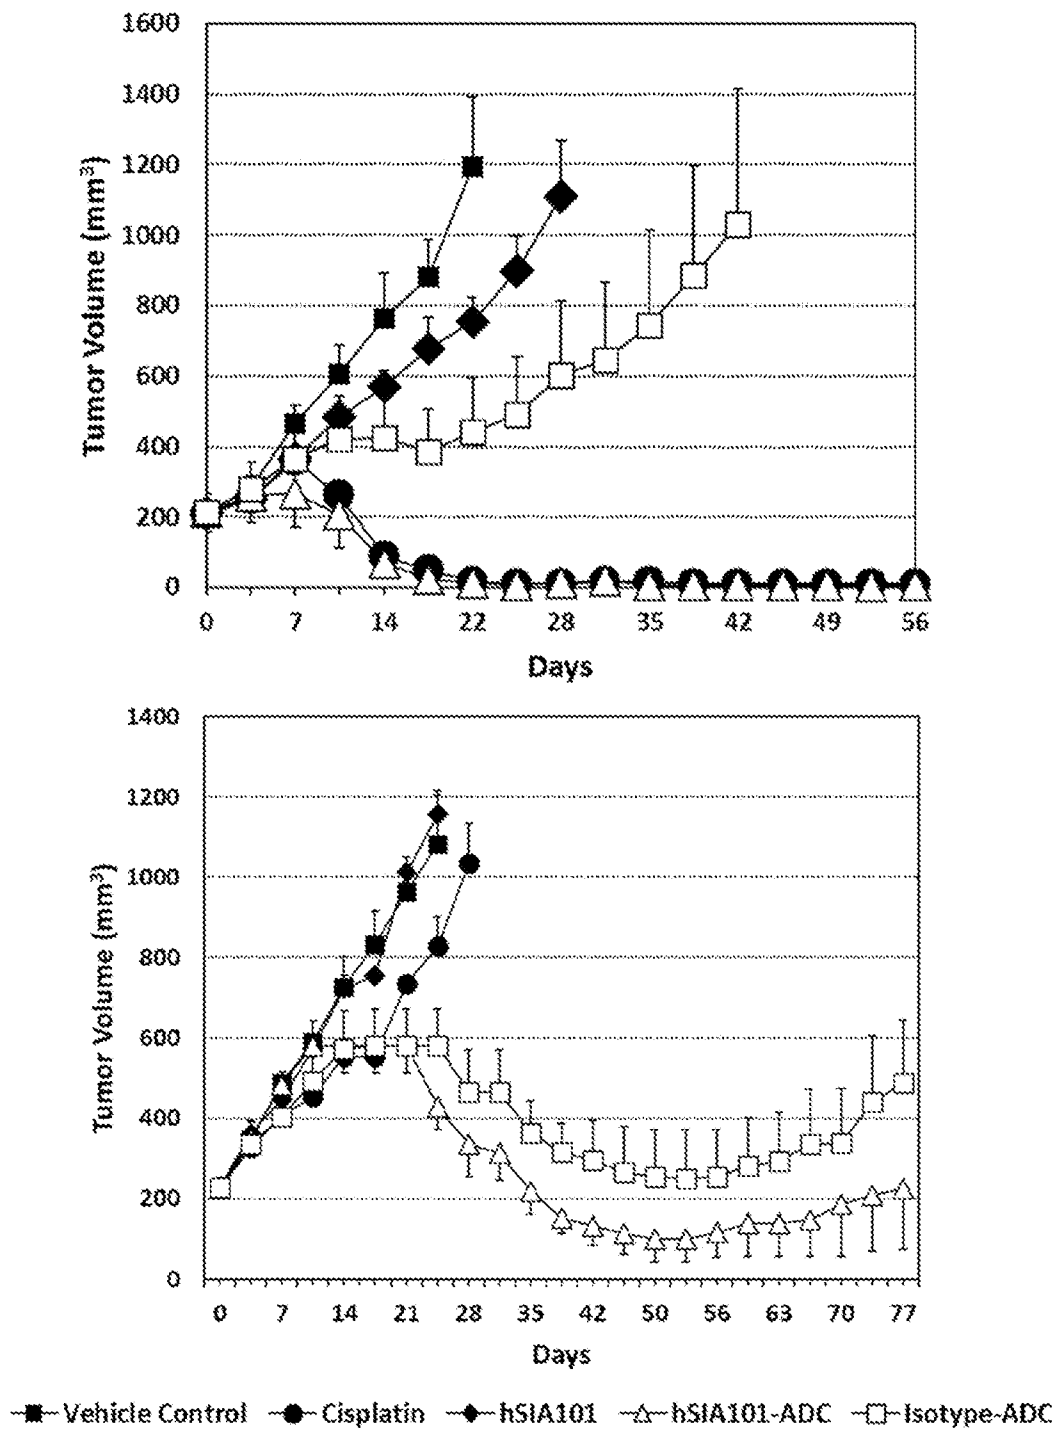 1600
1400
1200
1000
800
600
400
200
0
Tumor Volume (mm³)
0 7 14 22 28 35 42 49 56
Days
1400
1200
1000
800
600
400
200
0
Tumor Volume (mm³)
0 7 14 21 28 35 42 50 56 63 70 77
Days
Vehicle Control Cisplatin hSIA101 hSIA101-ADC Isotype-ADC